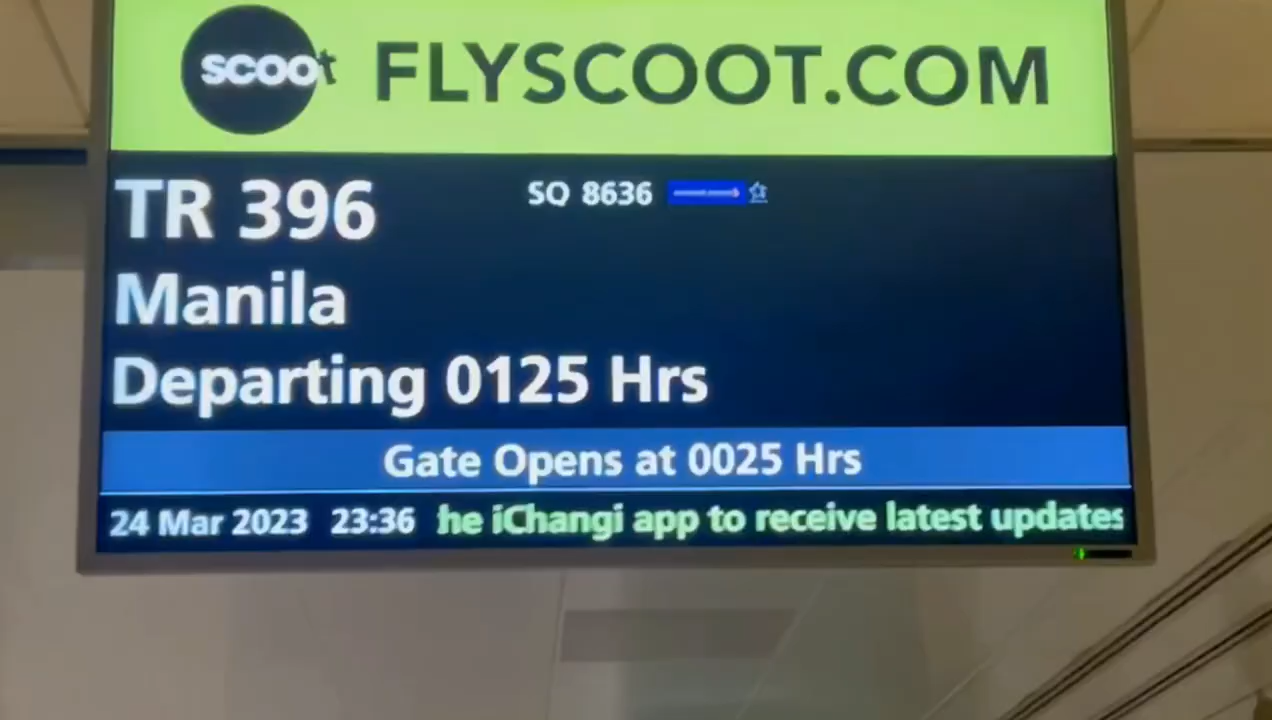 scoot FLYSCOOT.COM
TR 396 SQ 8636
Manila
Departing 0125 Hrs
Gate Opens at 0025 Hrs
24 Mar 2023 23:36 he iChangi app to receive latest updates